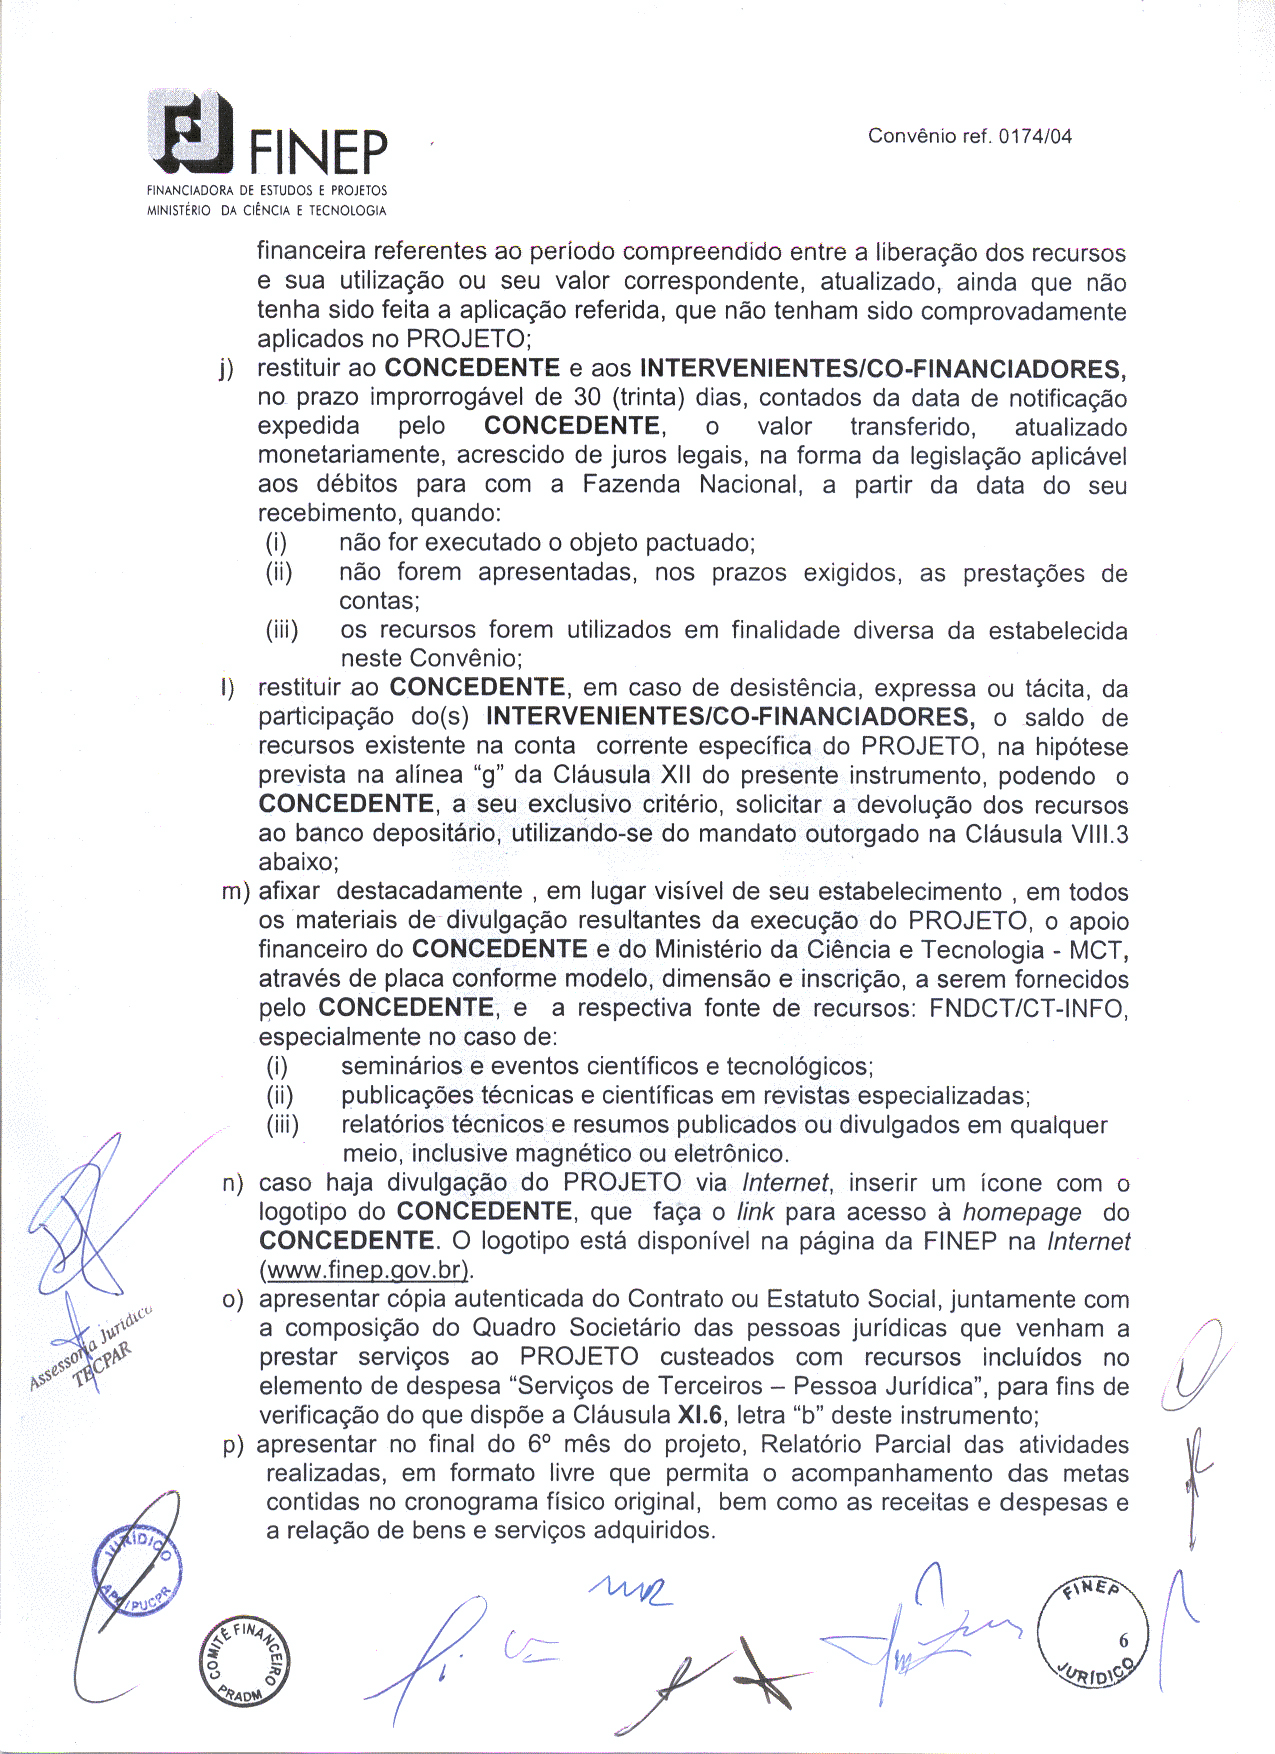 FINEP
Convênio ref. 0174/04
FINANCIADORA DE ESTUDOS E PROJETOS
MINISTÉRIO DA CIÊNCIA E TECNOLOGIA
financeira referentes ao período compreendido entre a liberação dos recursos
e sua utilização ou seu valor correspondente, atualizado, ainda que não
tenha sido feita a aplicação referida, que não tenham sido comprovadamente
aplicados no PROJETO;
j) restituir ao CONCEDENTE e aos INTERVENIENTES/CO-FINANCIADORES,
no prazo improrrogável de 30 (trinta) dias, contados da data de notificação
expedida pelo CONCEDENTE, o valor transferido, atualizado
monetariamente, acrescido de juros legais, na forma da legislação aplicável
aos débitos para com a Fazenda Nacional, a partir da data do seu
recebimento, quando:
(i) não for executado o objeto pactuado;
(ii) não forem apresentadas, nos prazos exigidos, as prestações de
contas;
(iii) os recursos forem utilizados em finalidade diversa da estabelecida
neste Convênio;
l) restituir ao CONCEDENTE, em caso de desistência, expressa ou tácita, da
participação do(s) INTERVENIENTES/CO-FINANCIADORES, o saldo de
recursos existente na conta corrente específica do PROJETO, na hipótese
prevista na alínea “g” da Cláusula XII do presente instrumento, podendo o
CONCEDENTE, a seu exclusivo critério, solicitar a devolução dos recursos
ao banco depositário, utilizando-se do mandato outorgado na Cláusula VIII.3
abaixo;
m) afixar destacadamente , em lugar visível de seu estabelecimento , em todos
os materiais de divulgação resultantes da execução do PROJETO, o apoio
financeiro do CONCEDENTE e do Ministério da Ciência e Tecnologia - MCT,
através de placa conforme modelo, dimensão e inscrição, a serem fornecidos
pelo CONCEDENTE, e a respectiva fonte de recursos: FNDCT/CT-INFO,
especialmente no caso de:
(i) seminários e eventos científicos e tecnológicos;
(ii) publicações técnicas e científicas em revistas especializadas;
(iii) relatórios técnicos e resumos publicados ou divulgados em qualquer
meio, inclusive magnético ou eletrônico.
n) caso haja divulgação do PROJETO via Internet, inserir um ícone com o
logotipo do CONCEDENTE, que faça o link para acesso à homepage do
CONCEDENTE. O logotipo está disponível na página da FINEP na Internet
(www.finep.gov.br).
o) apresentar cópia autenticada do Contrato ou Estatuto Social, juntamente com
a composição do Quadro Societário das pessoas jurídicas que venham a
prestar serviços ao PROJETO custeados com recursos incluídos no
elemento de despesa “Serviços de Terceiros – Pessoa Jurídica”, para fins de
verificação do que dispõe a Cláusula XI.6, letra “b” deste instrumento;
p) apresentar no final do 6º mês do projeto, Relatório Parcial das atividades
realizadas, em formato livre que permita o acompanhamento das metas
contidas no cronograma físico original, bem como as receitas e despesas e
a relação de bens e serviços adquiridos.
Assessoria Jurídica
TECPAR
JURÍDICO
APC/PUCPR
COMITÊ FINANCEIRO
PRADM
FINEP
6
JURÍDICO